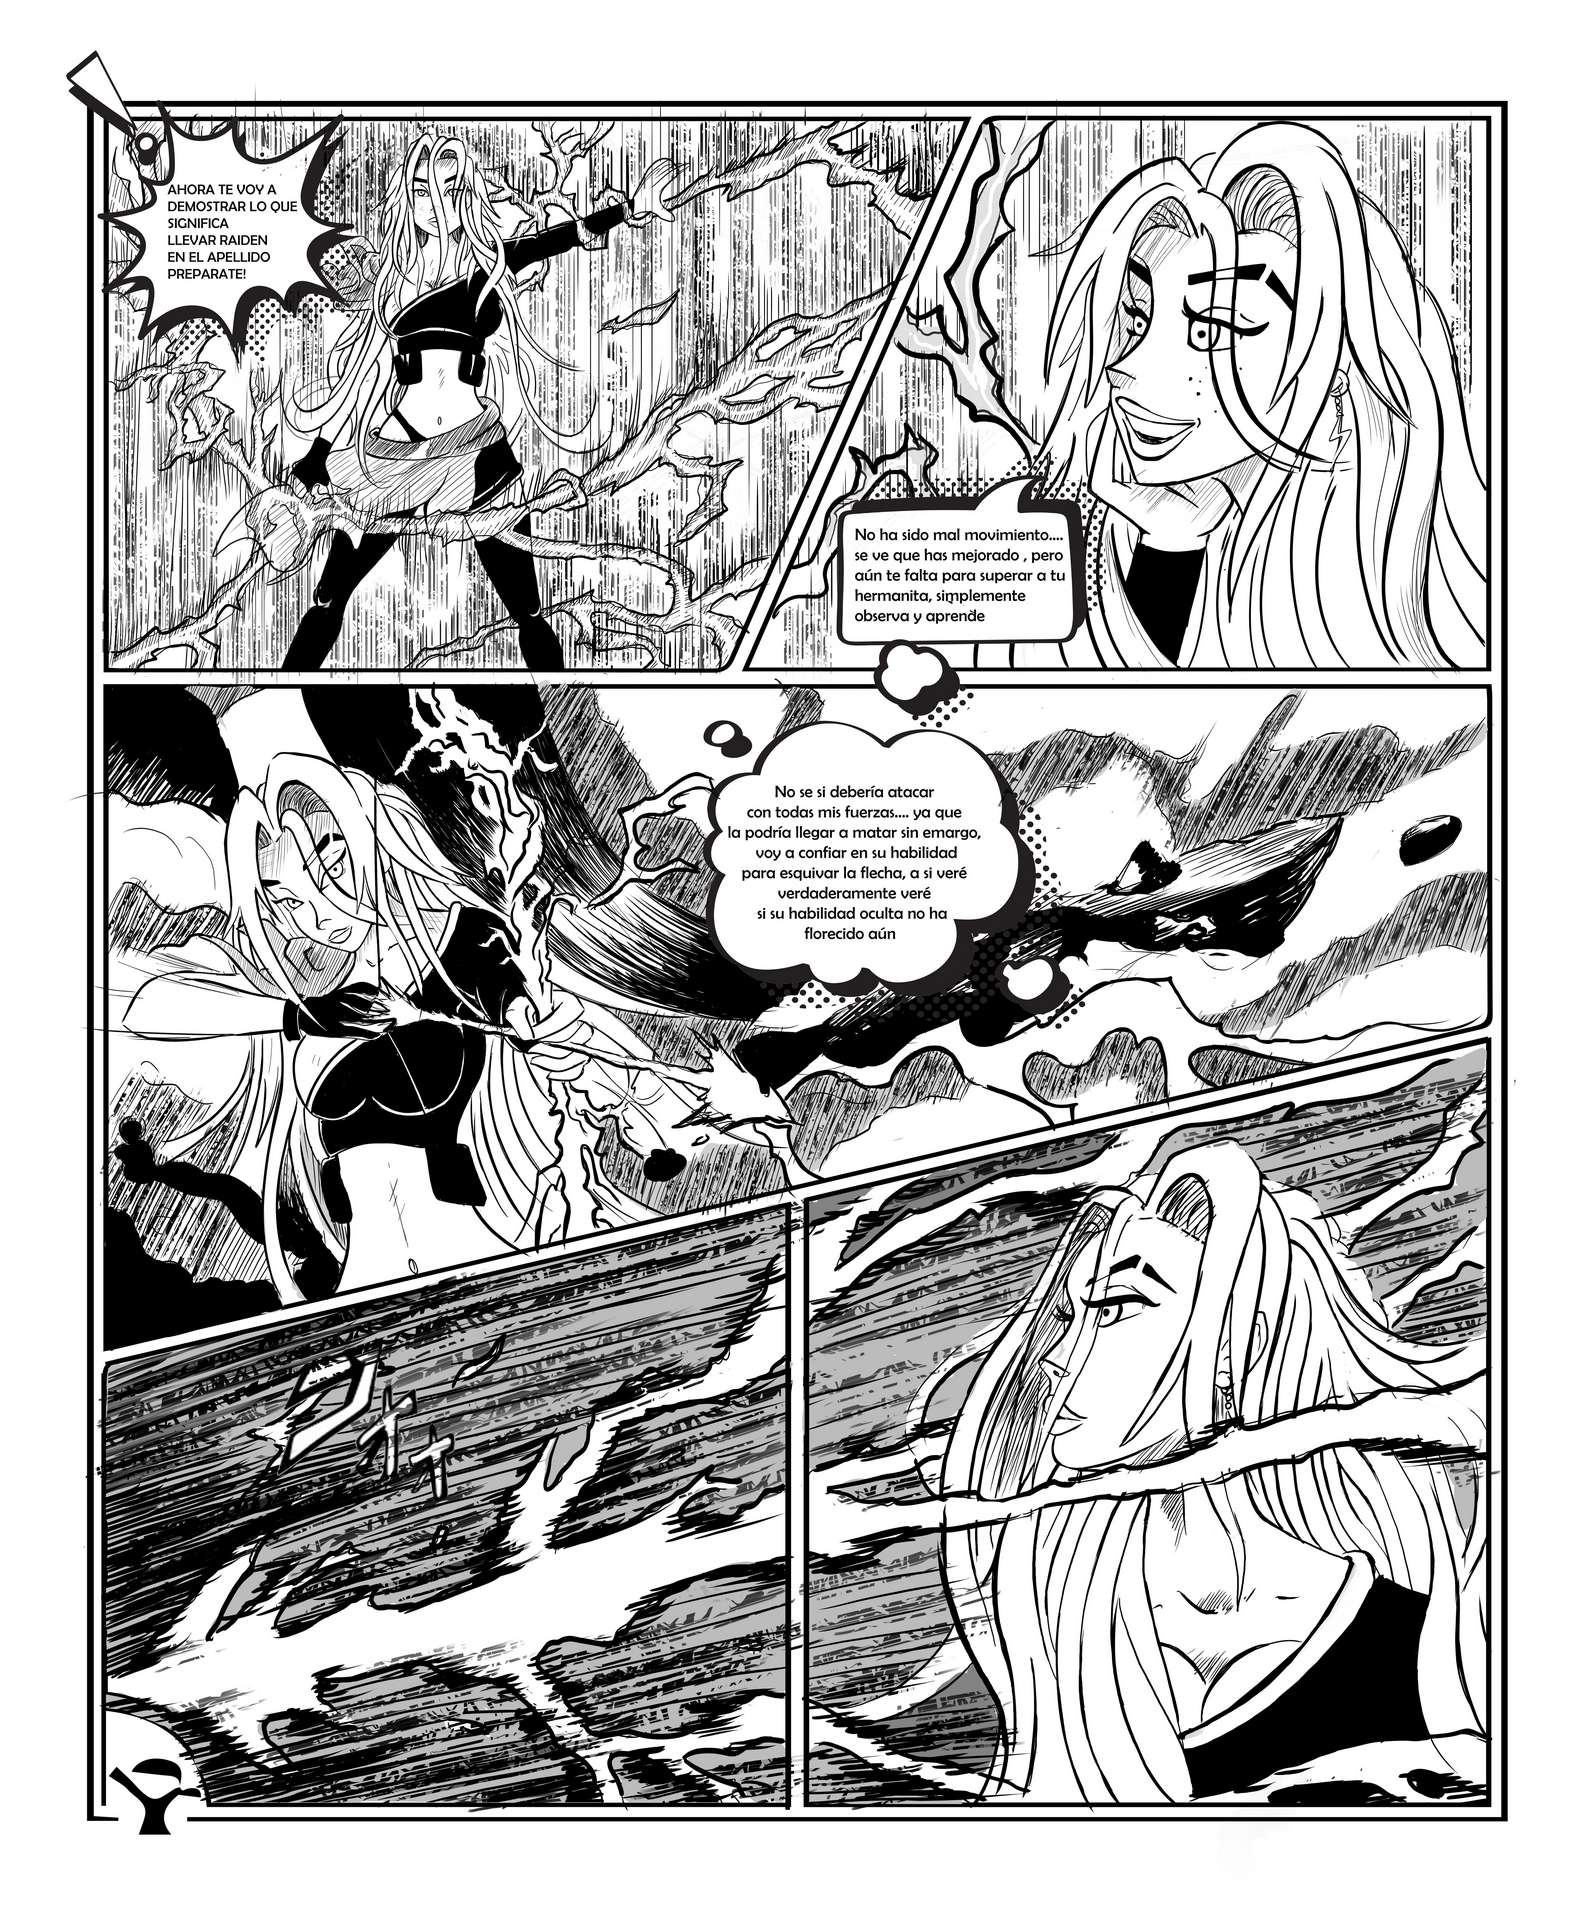 AHORA TE VOY A
DEMOSTRAR LO QUE
SIGNIFICA
LLEVAR RAIDEN
EN EL APELLIDO
PREPARATE!
No ha sido mal movimiento....
se ve que has mejorado , pero
aún te falta para superar a tu
hermanita, simplemente
observa y aprende
No se si debería atacar
con todas mis fuerzas.... ya que
la podría llegar a matar sin emargo,
voy a confiar en su habilidad
para esquivar la flecha, a si veré
verdaderamente veré
si su habilidad oculta no ha
florecido aún